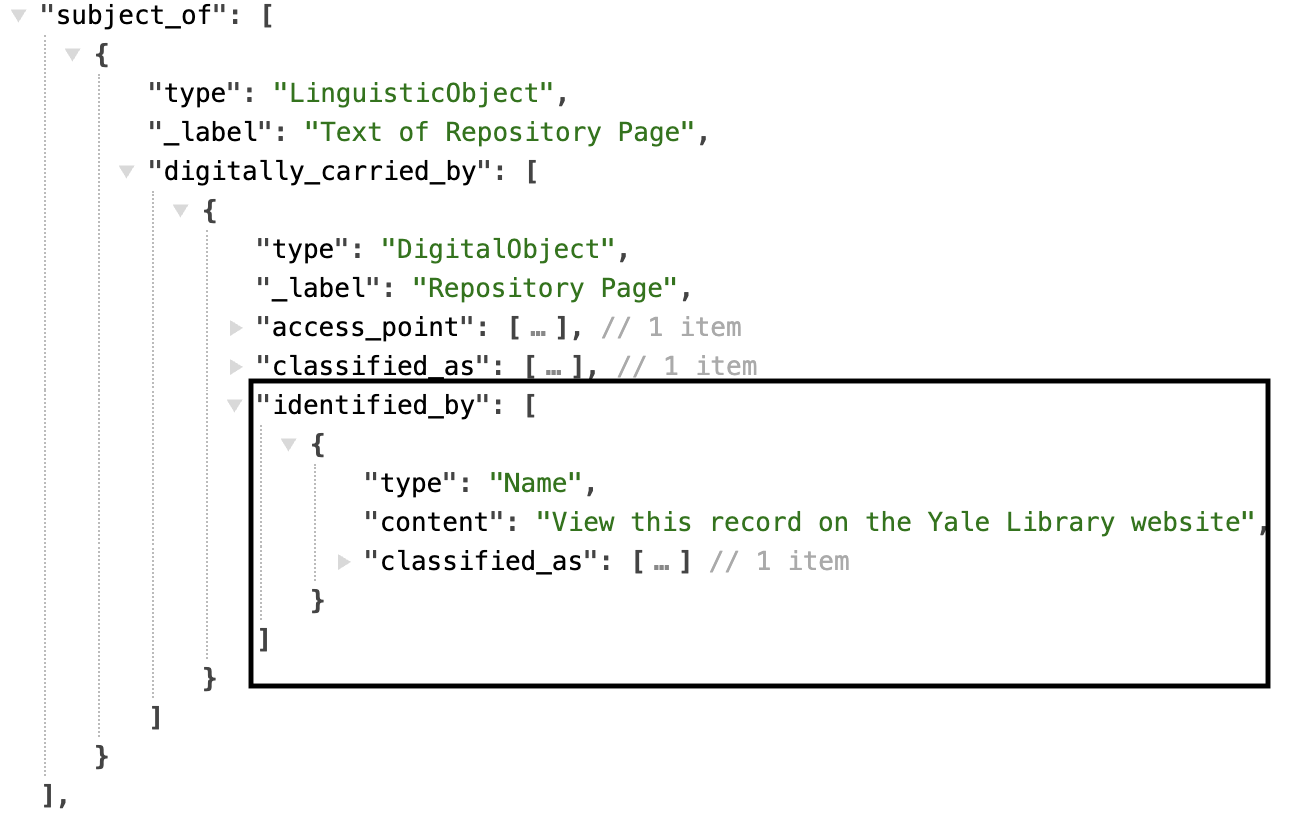 "subject_of": [
{
"type": "LinguisticObject",
"_label": "Text of Repository Page",
"digitally_carried_by": [
{
"type": "DigitalObject",
"_label": "Repository Page",
"access_point": [ … ], // 1 item
"classified_as": [ … ], // 1 item
"identified_by": [
{
"type": "Name",
"content": "View this record on the Yale Library website",
"classified_as": [ … ] // 1 item
}
]
}
]
}
],